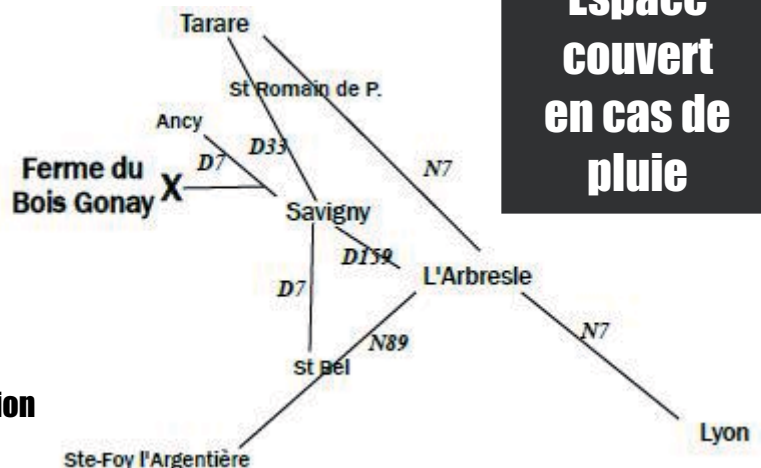 Espace
couvert
en cas de
pluie
Tarare
St Romain de P.
Ancy
D7
D33
N7
Ferme du
Bois Gonay X
Savigny
D159
L'Arbresle
D7
N89
N7
St Bel
ion
Lyon
Ste-Foy l'Argentière